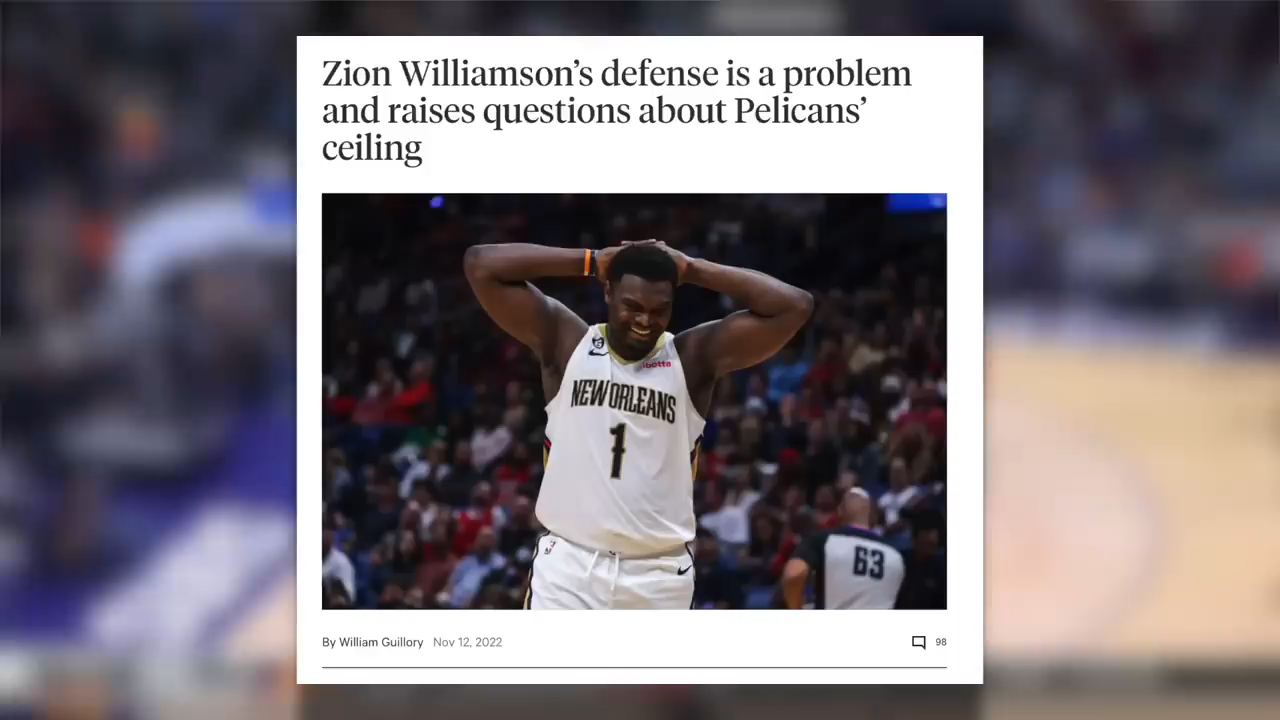 Zion Williamson’s defense is a problem
and raises questions about Pelicans’
ceiling
ibotta
NEW ORLEANS
1
63
By William Guillory Nov 12, 2022
98